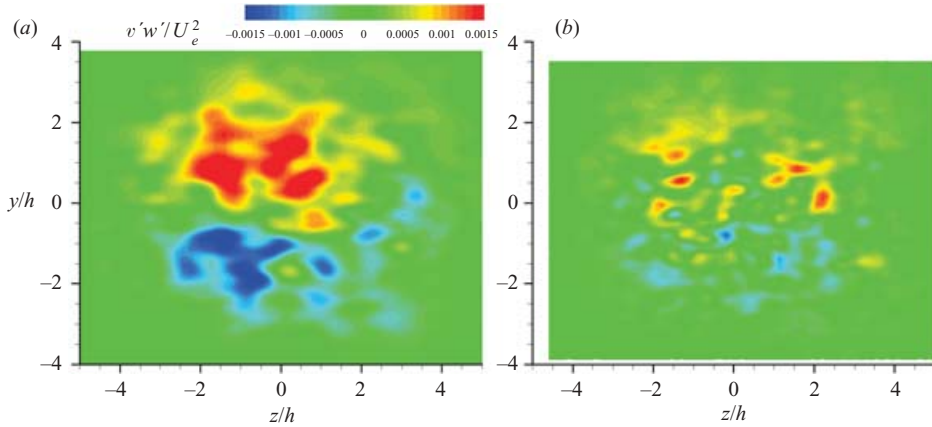 (a) v′w′/U_e^2 −0.0015 −0.001 −0.0005 0 0.0005 0.001 0.0015 (b)
4 4
2 2
y/h 0 0
−2 −2
−4 −4
−4 −2 0 2 4 −4 −2 0 2 4
z/h z/h